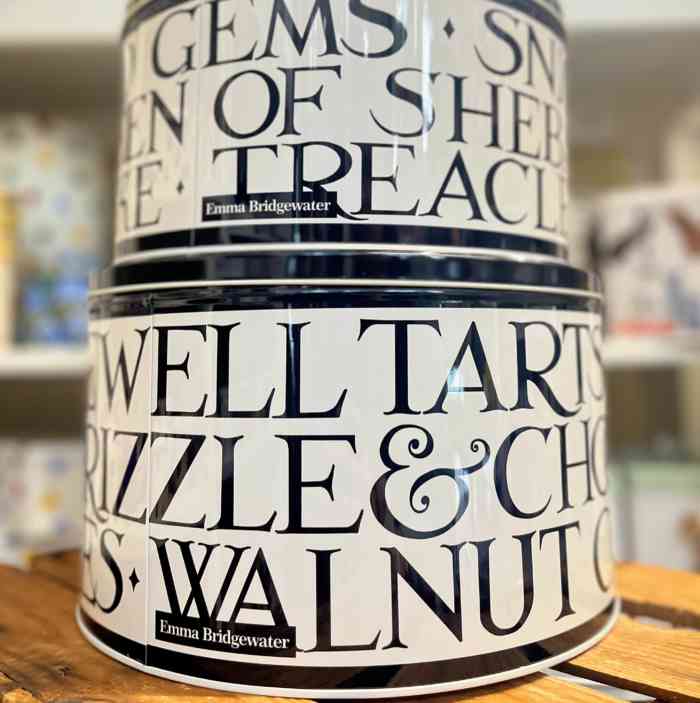 GEMS · SN
EN OF SHEB
E · TREACL
Emma Bridgewater
WELL TARTS
RIZZLE & CHO
ES · WALNUT C
Emma Bridgewater